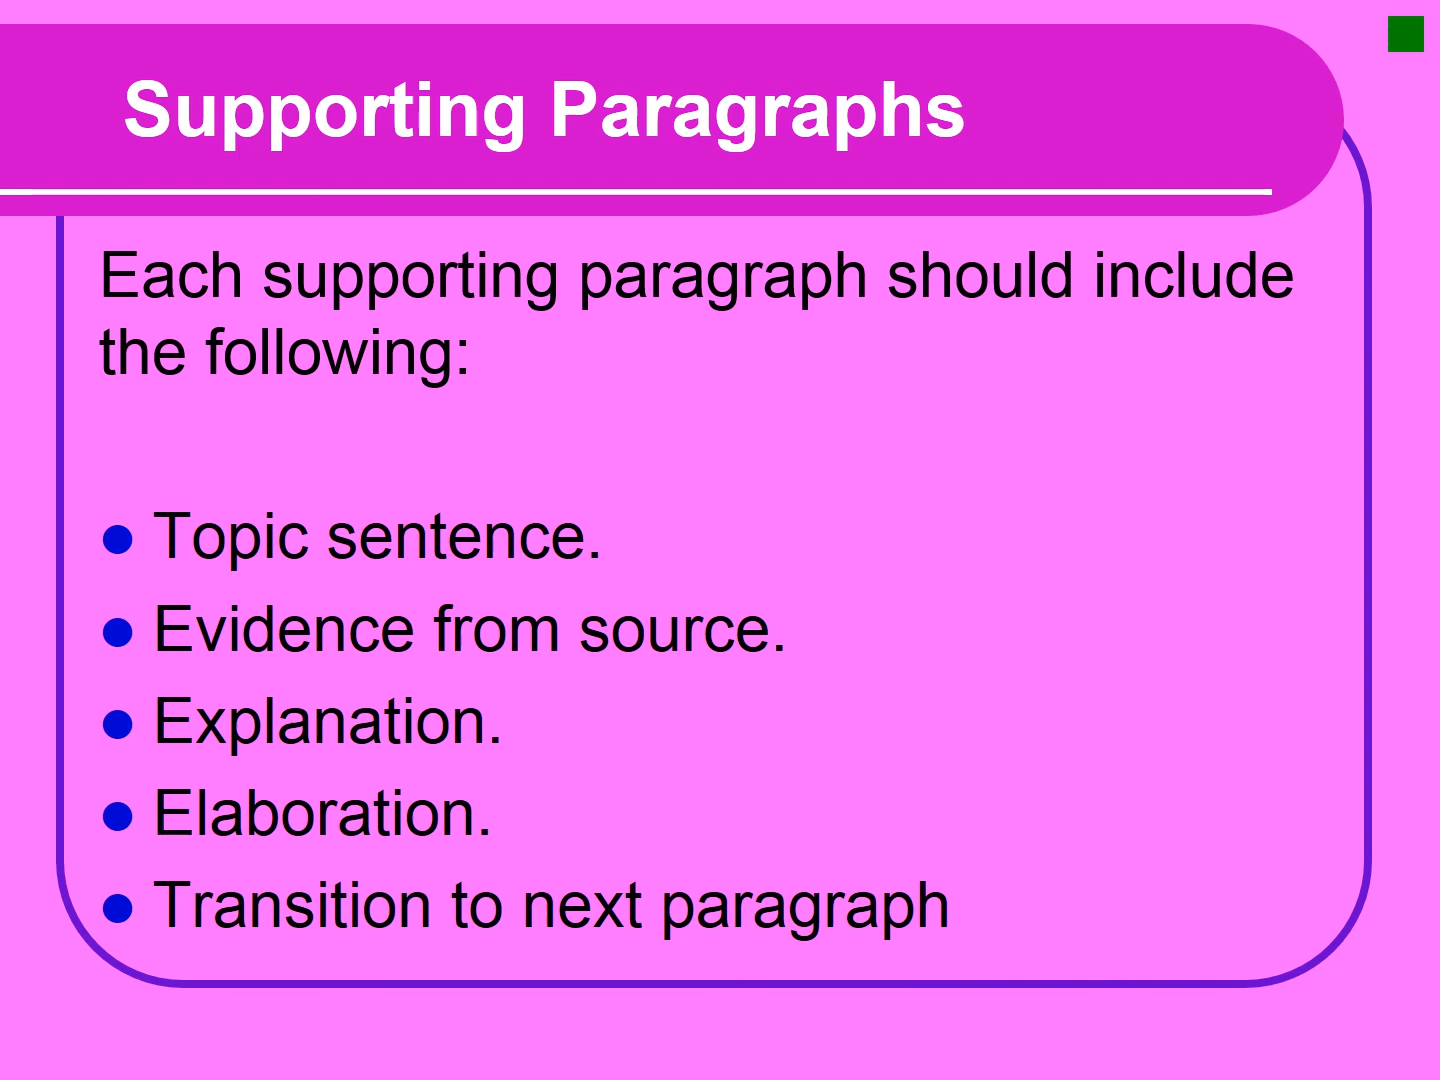 Supporting Paragraphs
Each supporting paragraph should include
the following:
Topic sentence.
Evidence from source.
Explanation.
Elaboration.
Transition to next paragraph